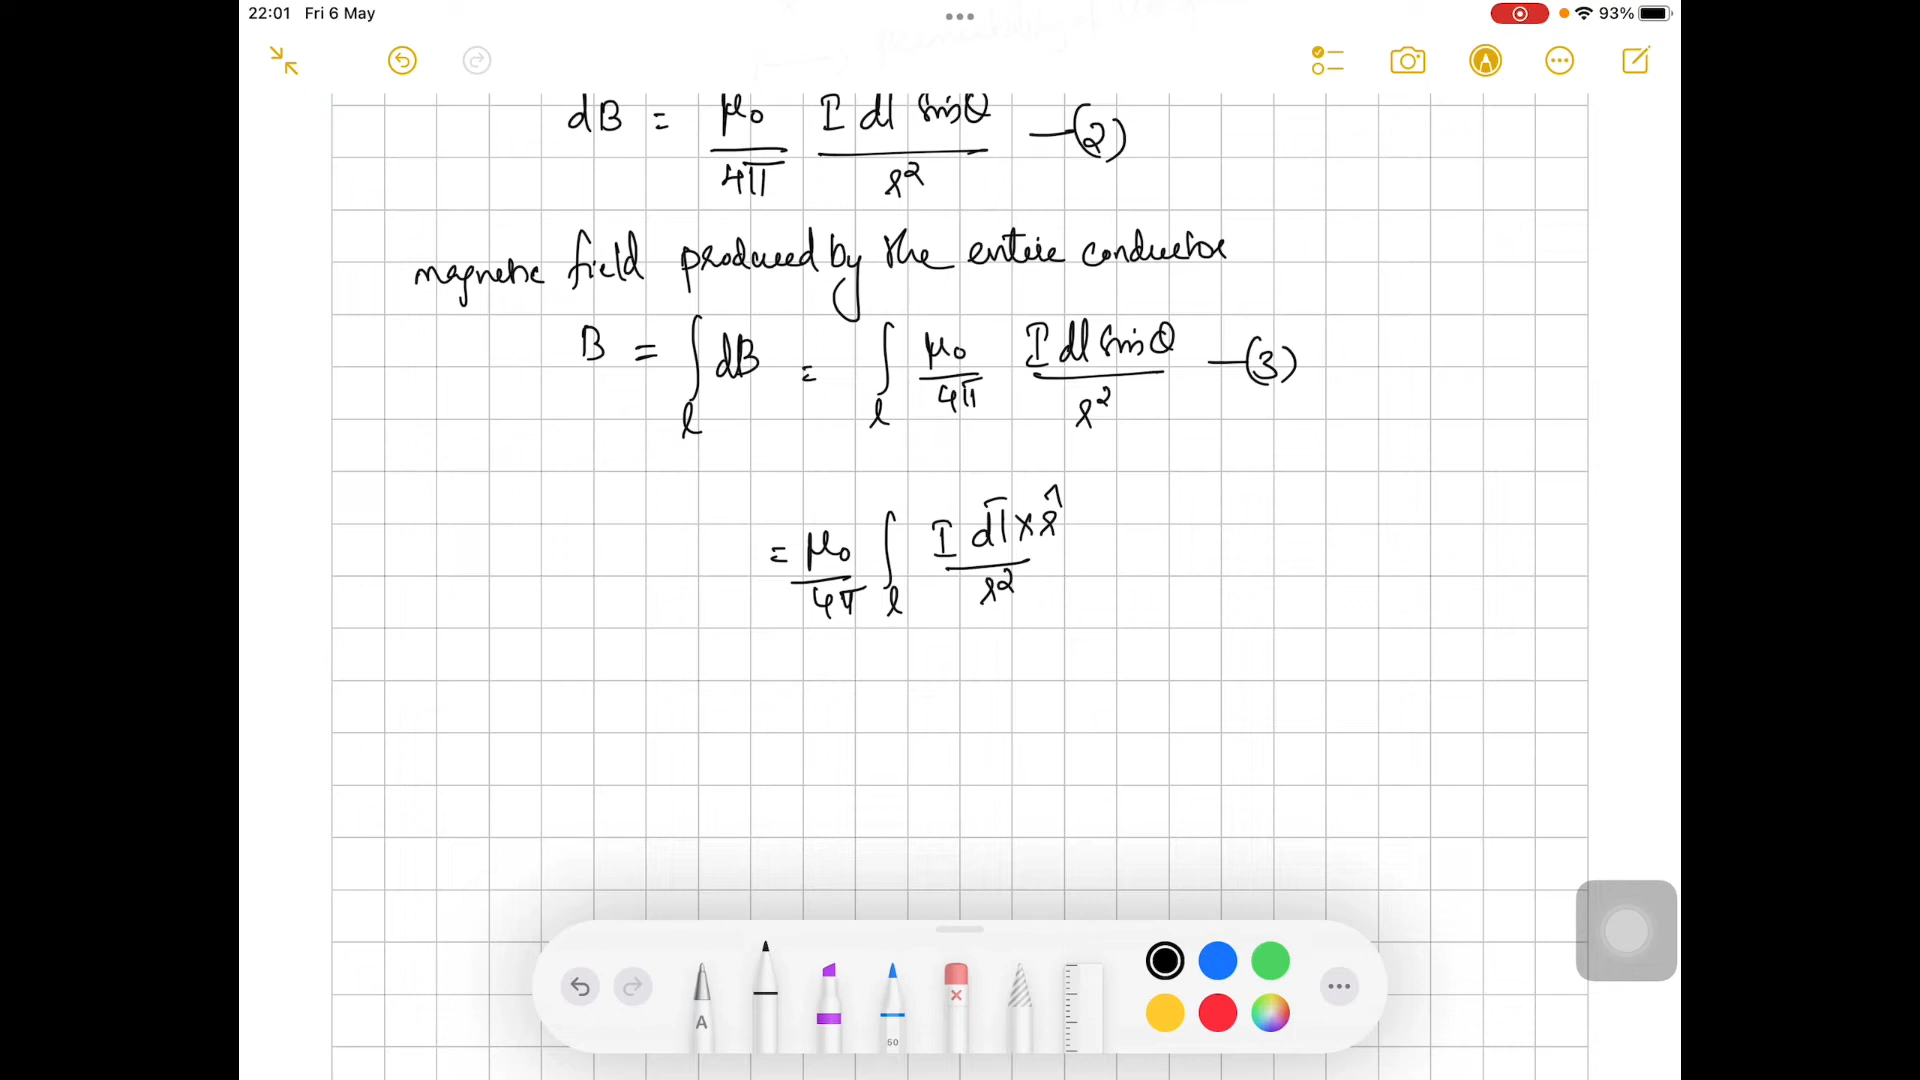 22:01 Fri 6 May 93%
dB = μ₀/4π I dl sinθ/r² —(2)
magnetic field produced by the entire conductor
B = ∫ₗ dB = ∫ₗ μ₀/4π I dl sinθ/r² —(3)
= μ₀/4π ∫ₗ I dl̄ × r̂/r²
A
50